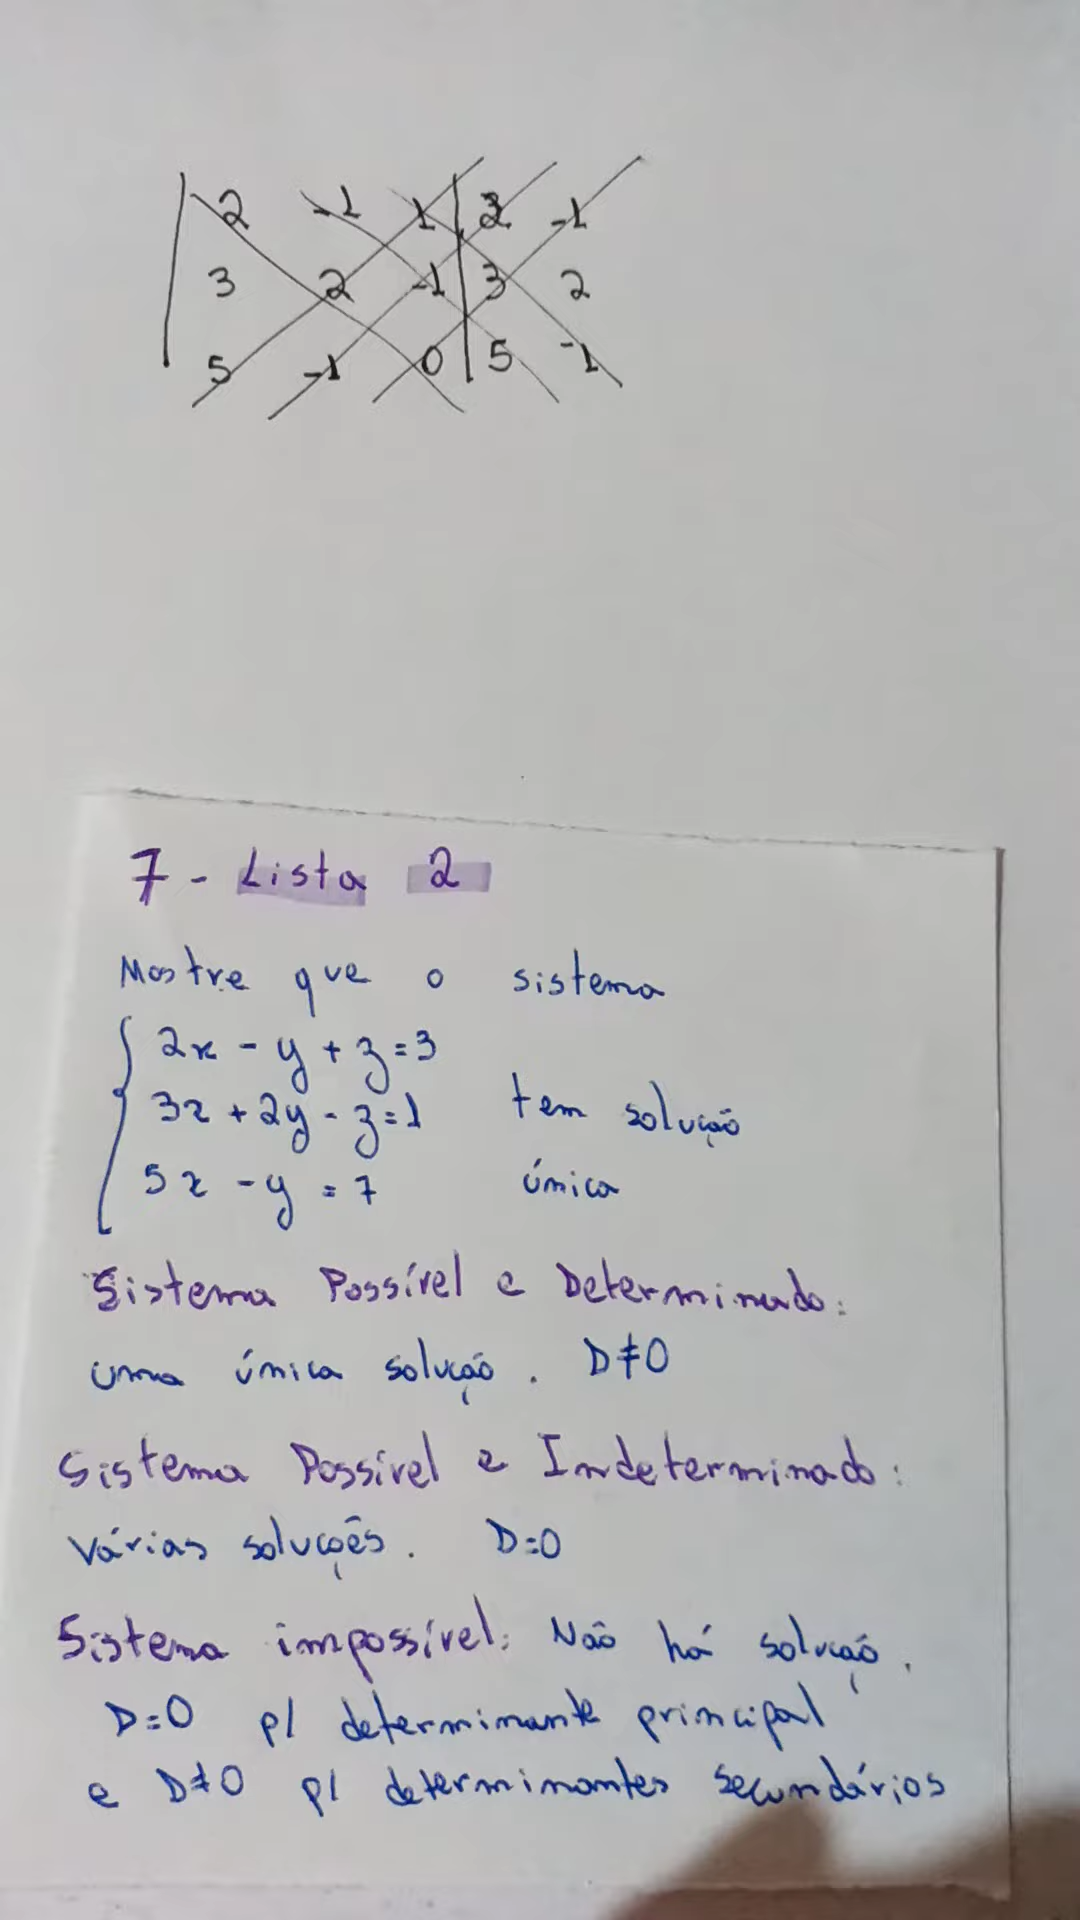 2 -1 1 2 -1
3 2 -1 3 2
5 -1 0 5 -1
7 - Lista 2
Mostre que o sistema
2x - y + z = 3
3x + 2y - z = 1 tem solução
5x - y = 7 única
Sistema Possível e Determinado:
uma única solução. D≠0
Sistema Possível e Indeterminado:
Várias soluções. D=0
Sistema impossível: Não há solução.
D=0 p/ determinante principal
e D≠0 p/ determinantes secundários